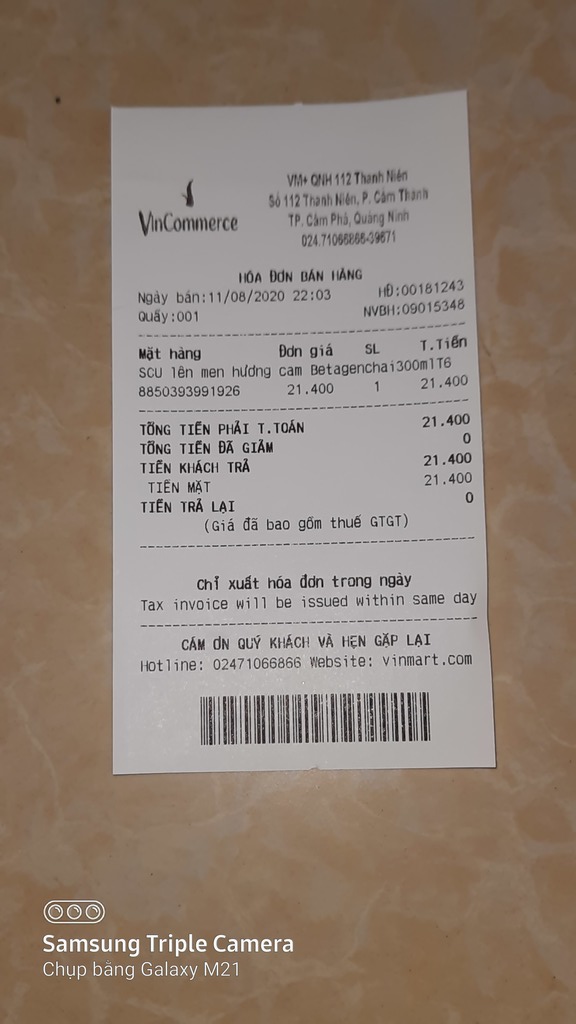 VinCommerce
VM+ QNH 112 Thanh Niên
Số 112 Thanh Niên, P. Cẩm Thành
TP. Cẩm Phả, Quảng Ninh
024.71066866-39671
HÓA ĐƠN BÁN HÀNG
Ngày bán:11/08/2020 22:03 HĐ:00181243
Quầy:001 NVBH:09015348
Mặt hàng Đơn giá SL T.Tiền
SCU lên men hương cam Betagenchai300ml T6
8850393991926 21.400 1 21.400
TỔNG TIỀN PHẢI T.TOÁN 21.400
TỔNG TIỀN ĐÃ GIẢM 0
TIỀN KHÁCH TRẢ 21.400
TIỀN MẶT 21.400
TIỀN TRẢ LẠI 0
(Giá đã bao gồm thuế GTGT)
Chỉ xuất hóa đơn trong ngày
Tax invoice will be issued within same day
CẢM ƠN QUÝ KHÁCH VÀ HẸN GẶP LẠI
Hotline: 02471066866 Website: vinmart.com
Samsung Triple Camera
Chụp bằng Galaxy M21